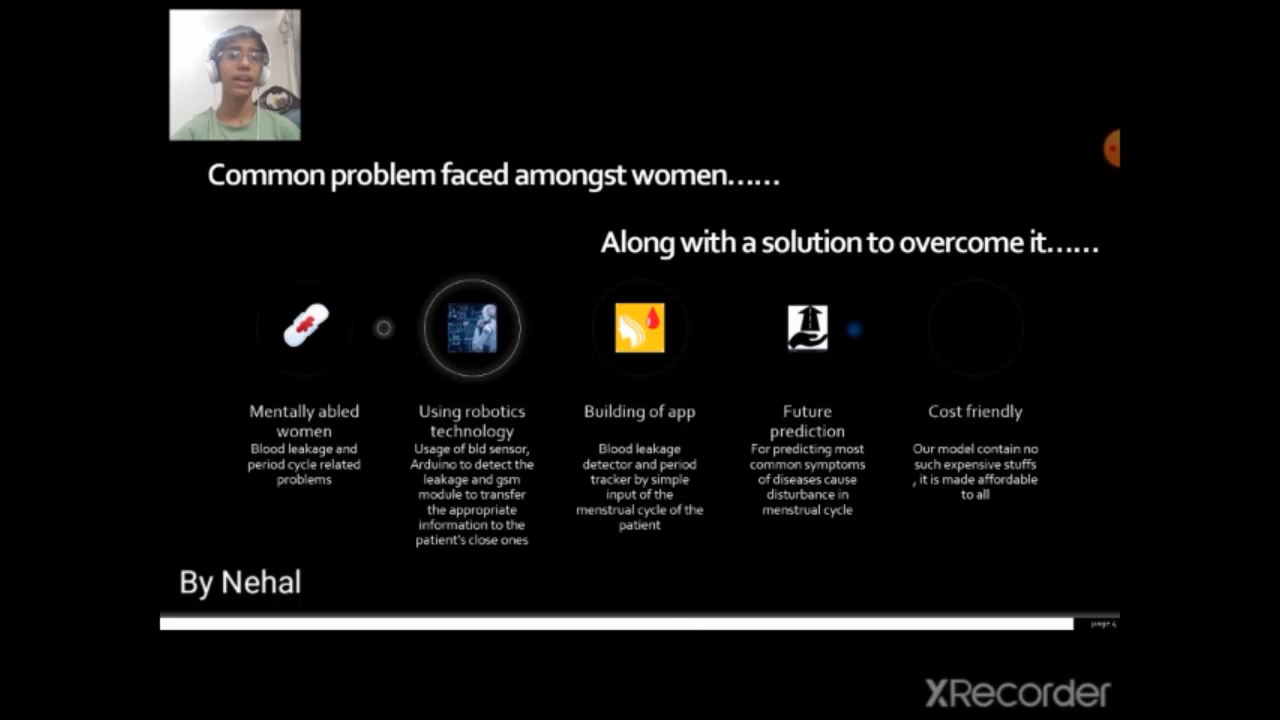 Common problem faced amongst women......
Along with a solution to overcome it......
Mentally abled
women
Blood leakage and
period cycle related
problems
Using robotics
technology
Usage of bld sensor,
Arduino to detect the
leakage and gsm
module to transfer
the appropriate
information to the
patient's close ones
Building of app
Blood leakage
detector and period
tracker by simple
input of the
menstrual cycle of the
patient
Future
prediction
For predicting most
common symptoms
of diseases cause
disturbance in
menstrual cycle
Cost friendly
Our model contain no
such expensive stuffs
, it is made affordable
to all
By Nehal
page 4
XRecorder